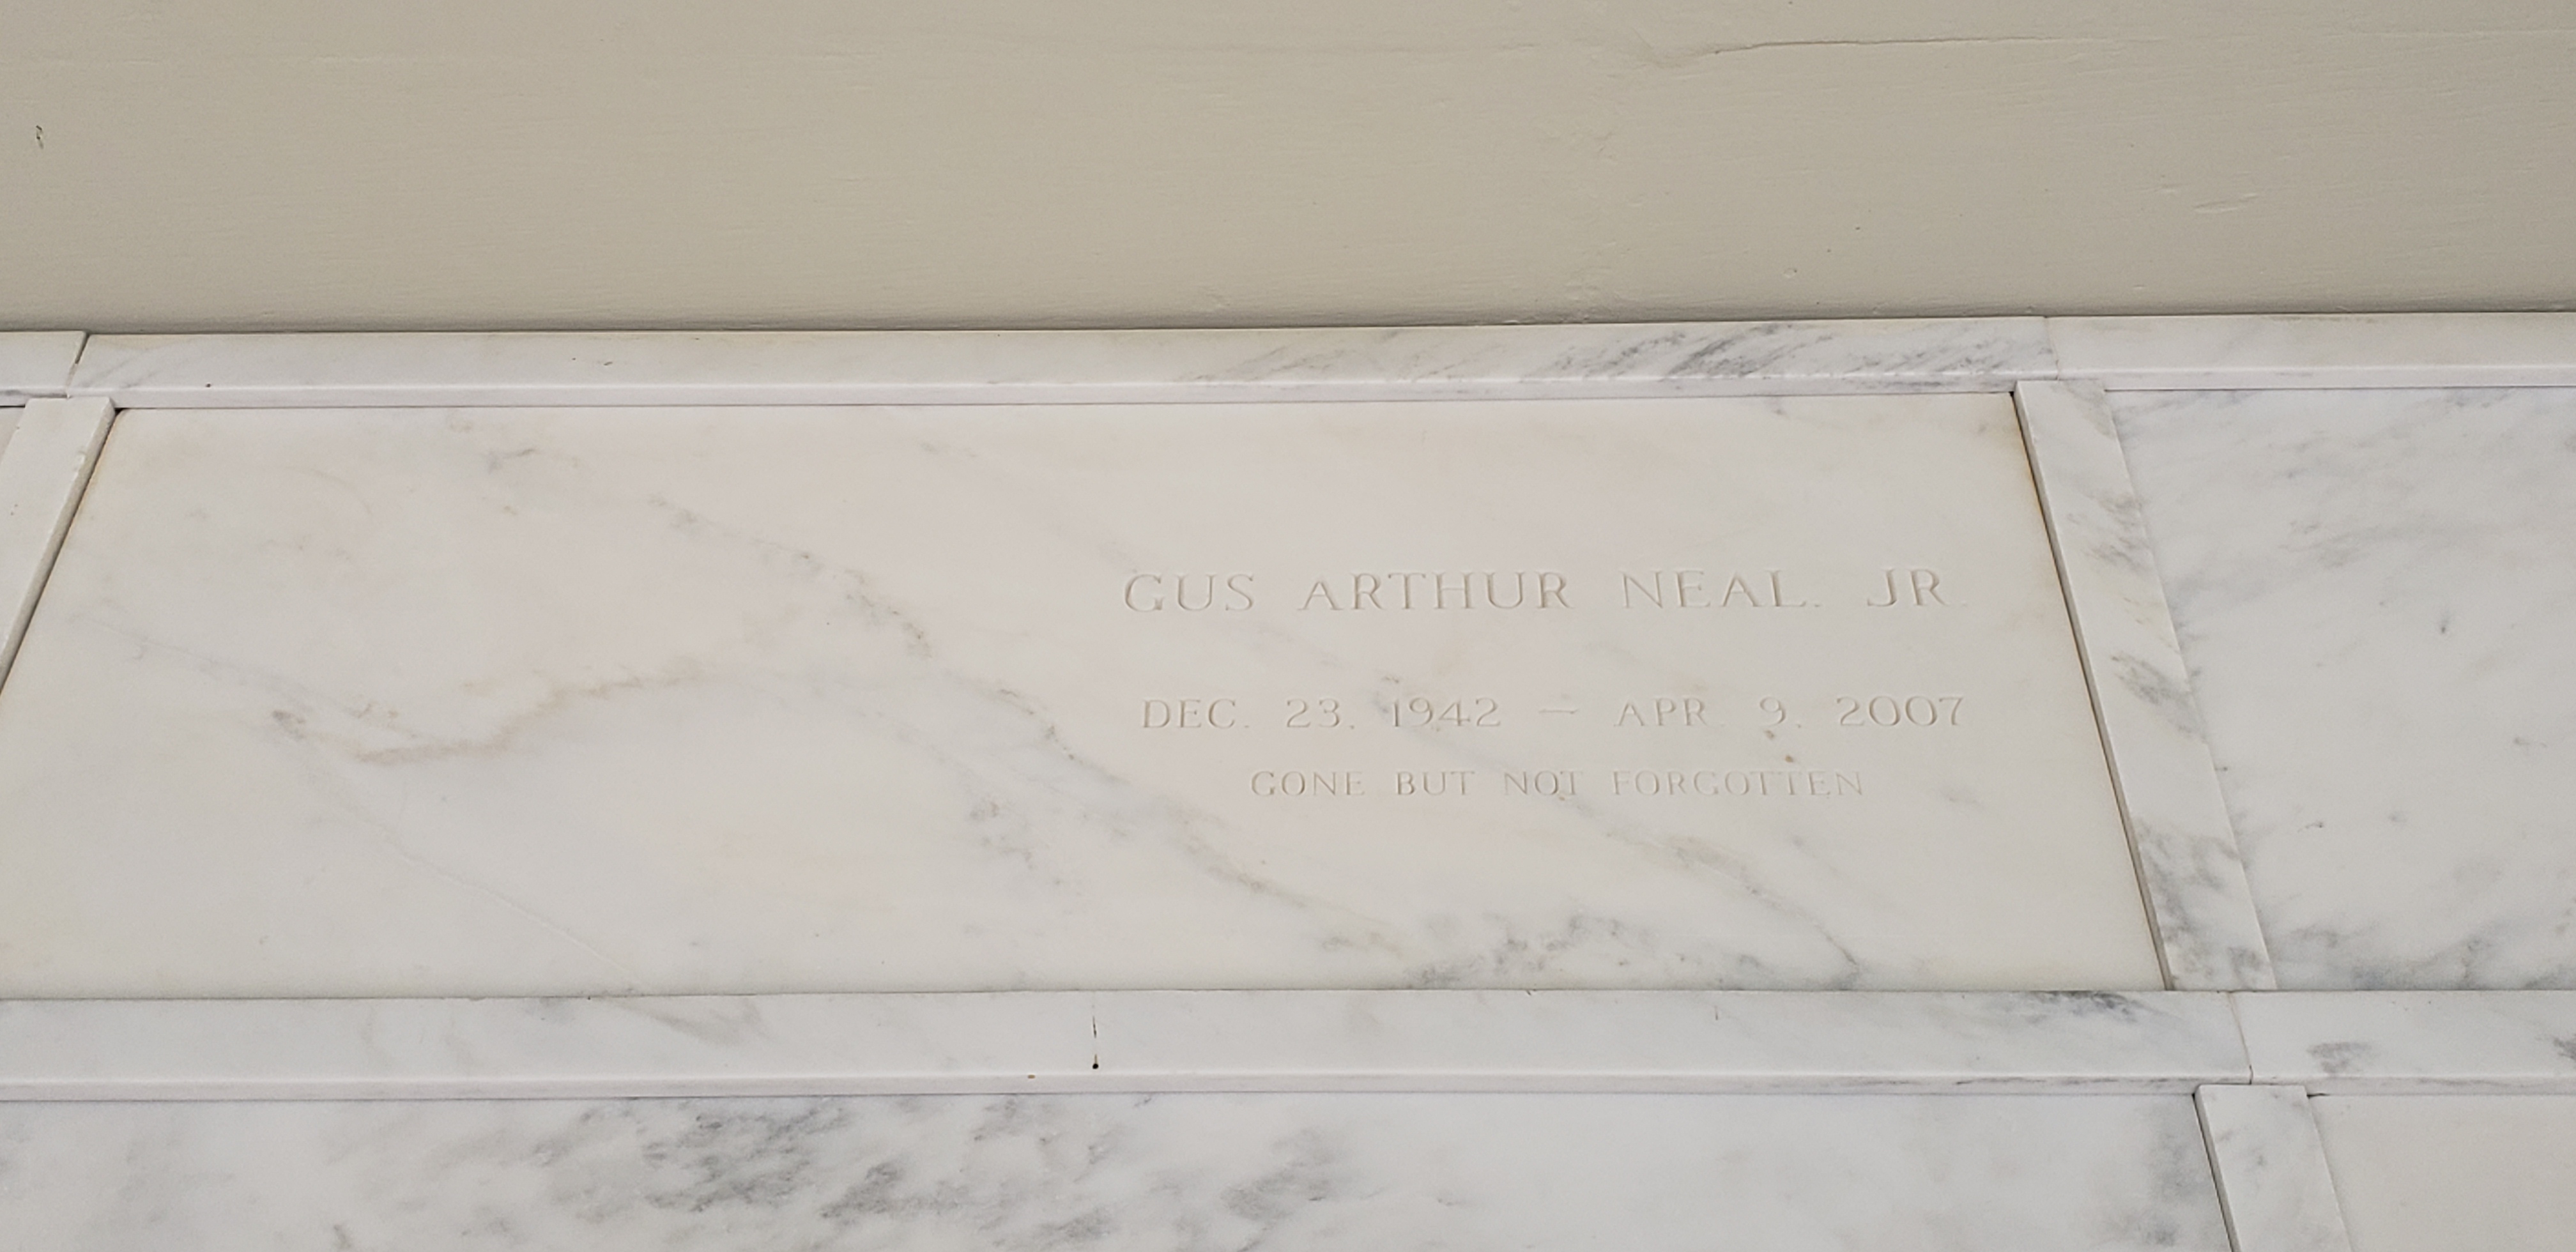 GUS ARTHUR NEAL, JR.
DEC. 23, 1942 — APR. 9, 2007
GONE BUT NOT FORGOTTEN